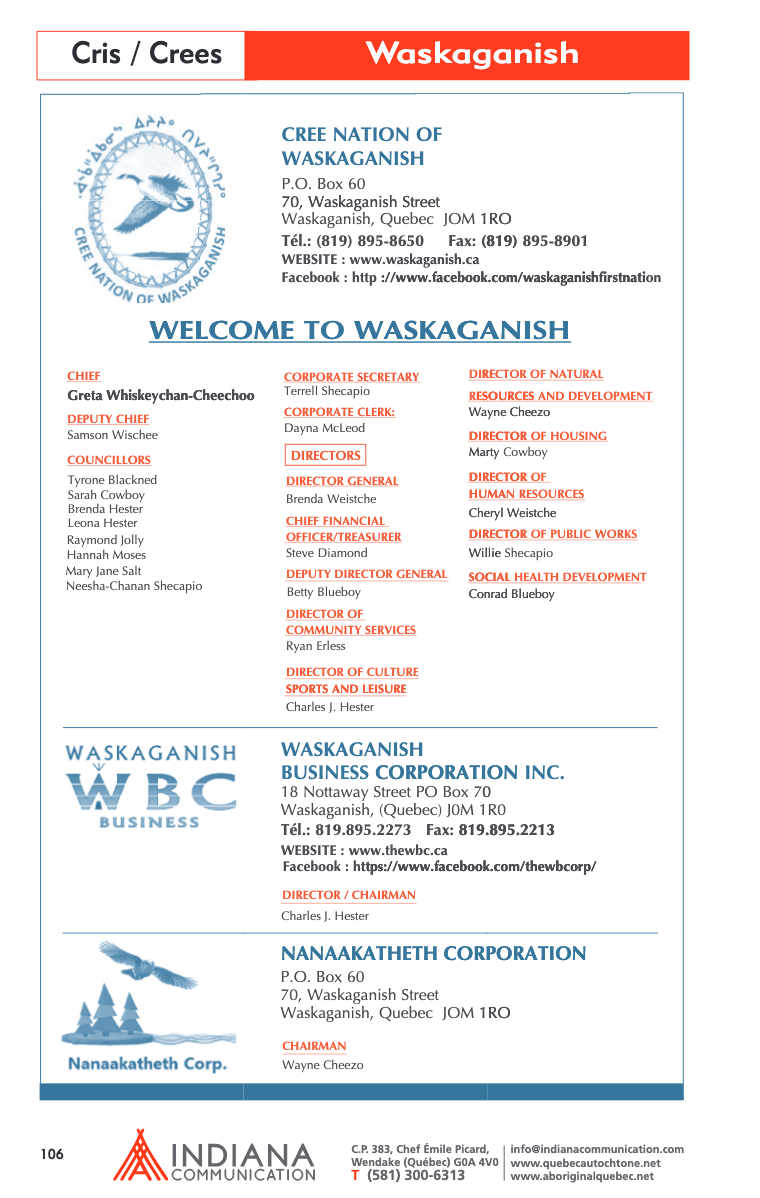 Cris / Crees
Waskaganish
CREE NATION OF WASKAGANISH
CREE NATION OF
WASKAGANISH
P.O. Box 60
70, Waskaganish Street
Waskaganish, Quebec JOM 1RO
Tél.: (819) 895-8650 Fax: (819) 895-8901
WEBSITE : www.waskaganish.ca
Facebook : http ://www.facebook.com/waskaganishfirstnation
WELCOME TO WASKAGANISH
CHIEF
Greta Whiskeychan-Cheechoo
DEPUTY CHIEF
Samson Wischee
COUNCILLORS
Tyrone Blackned
Sarah Cowboy
Brenda Hester
Leona Hester
Raymond Jolly
Hannah Moses
Mary Jane Salt
Neesha-Chanan Shecapio
CORPORATE SECRETARY
Terrell Shecapio
CORPORATE CLERK:
Dayna McLeod
DIRECTORS
DIRECTOR GENERAL
Brenda Weistche
CHIEF FINANCIAL
OFFICER/TREASURER
Steve Diamond
DEPUTY DIRECTOR GENERAL
Betty Blueboy
DIRECTOR OF
COMMUNITY SERVICES
Ryan Erless
DIRECTOR OF CULTURE
SPORTS AND LEISURE
Charles J. Hester
DIRECTOR OF NATURAL
RESOURCES AND DEVELOPMENT
Wayne Cheezo
DIRECTOR OF HOUSING
Marty Cowboy
DIRECTOR OF
HUMAN RESOURCES
Cheryl Weistche
DIRECTOR OF PUBLIC WORKS
Willie Shecapio
SOCIAL HEALTH DEVELOPMENT
Conrad Blueboy
WASKAGANISH
WBC
BUSINESS
WASKAGANISH
BUSINESS CORPORATION INC.
18 Nottaway Street PO Box 70
Waskaganish, (Quebec) J0M 1R0
Tél.: 819.895.2273 Fax: 819.895.2213
WEBSITE : www.thewbc.ca
Facebook : https://www.facebook.com/thewbcorp/
DIRECTOR / CHAIRMAN
Charles J. Hester
Nanaakatheth Corp.
NANAAKATHETH CORPORATION
P.O. Box 60
70, Waskaganish Street
Waskaganish, Quebec JOM 1RO
CHAIRMAN
Wayne Cheezo
106
INDIANA
COMMUNICATION
C.P. 383, Chef Émile Picard,
Wendake (Québec) G0A 4V0
T (581) 300-6313
info@indianacommunication.com
www.quebecautochtone.net
www.aboriginalquebec.net